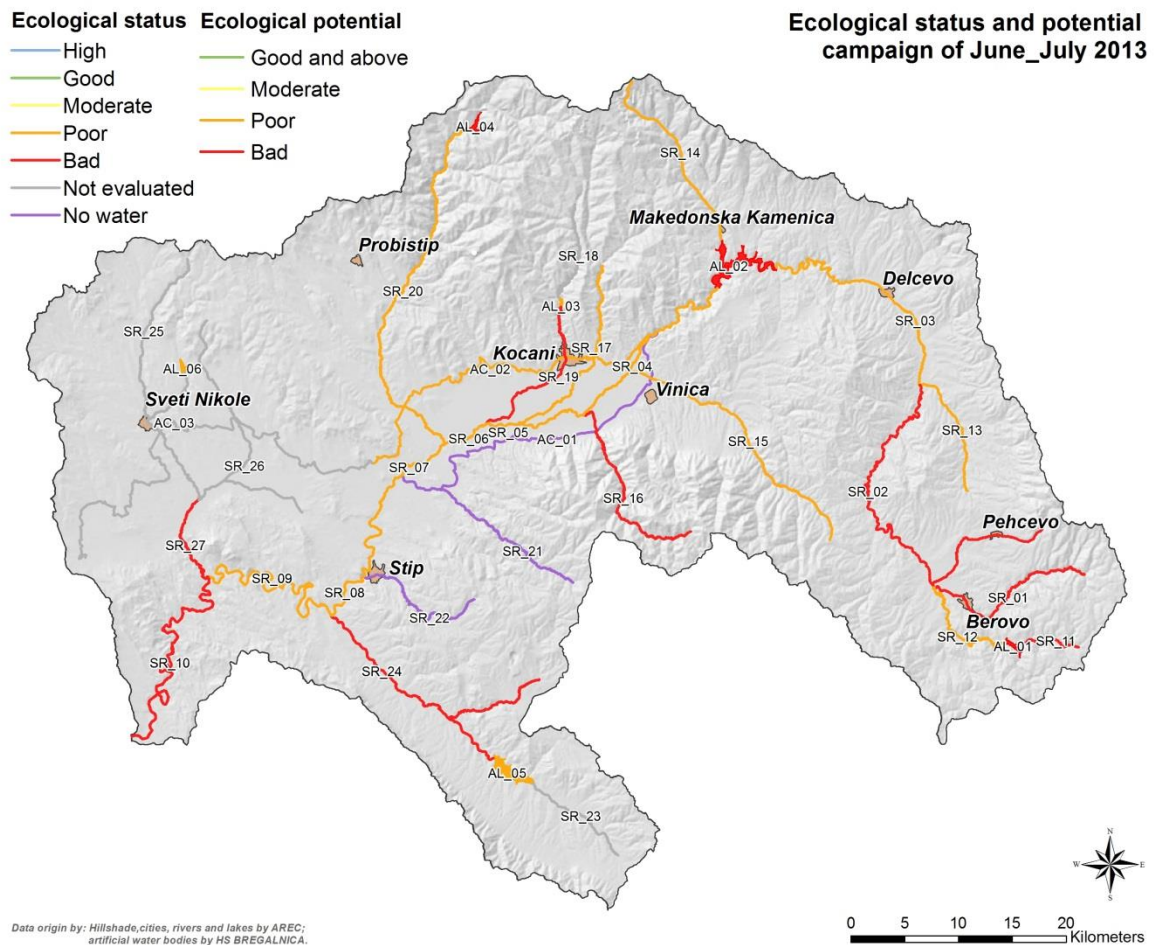 Ecological status
High
Good
Moderate
Poor
Bad
Not evaluated
No water
Ecological potential
Good and above
Moderate
Poor
Bad
Ecological status and potential
campaign of June_July 2013
AL_04
SR_14
Makedonska Kamenica
Probistip
SR_18
AL_02
Delcevo
SR_20
AL_03
SR_25
SR_03
Kocani
SR_17
AL_06
AC_02
SR_04
SR_19
Vinica
Sveti Nikole
AC_03
SR_05
SR_06
AC_01
SR_15
SR_13
SR_26
SR_07
SR_02
SR_16
Pehcevo
SR_27
SR_21
SR_09
Stip
SR_08
SR_01
SR_22
Berovo
SR_12
AL_01
SR_11
SR_10
SR_24
AL_05
SR_23
N
W
E
S
0 5 10 15 20
Kilometers
Data origin by: Hillshade,cities, rivers and lakes by AREC;
artificial water bodies by HS BREGALNICA.